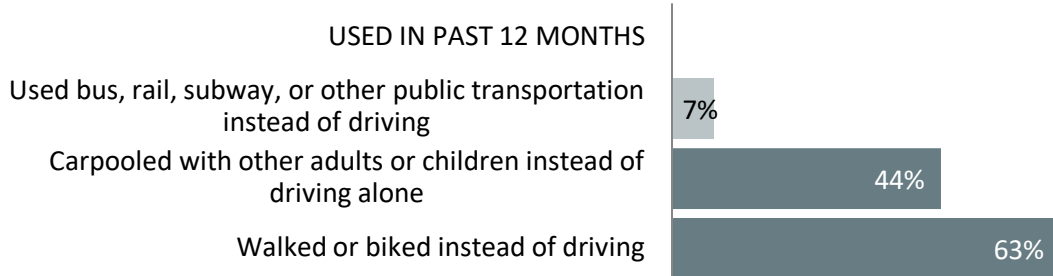 USED IN PAST 12 MONTHS
Used bus, rail, subway, or other public transportation
instead of driving
7%
Carpooled with other adults or children instead of
driving alone
44%
Walked or biked instead of driving
63%